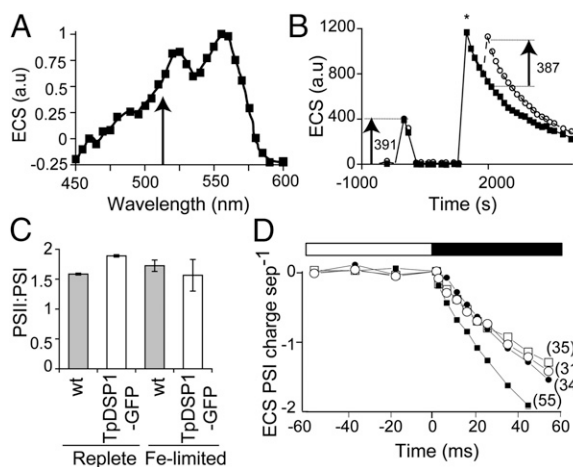 A
ECS (a.u)
1
0.75
0.5
0.25
0
-0.25
450
500
550
600
Wavelength (nm)
B
ECS (a.u)
1200
800
400
0
-1000
2000
Time (s)
391
*
387
C
PSII:PSI
2
1.5
1
0.5
0
wt
TpDSP1
-GFP
wt
TpDSP1
-GFP
Replete
Fe-limited
D
ECS PSI charge sep-1
0
-1
-2
-60
-40
-20
0
20
40
60
Time (ms)
(35)
(31
(34
(55)